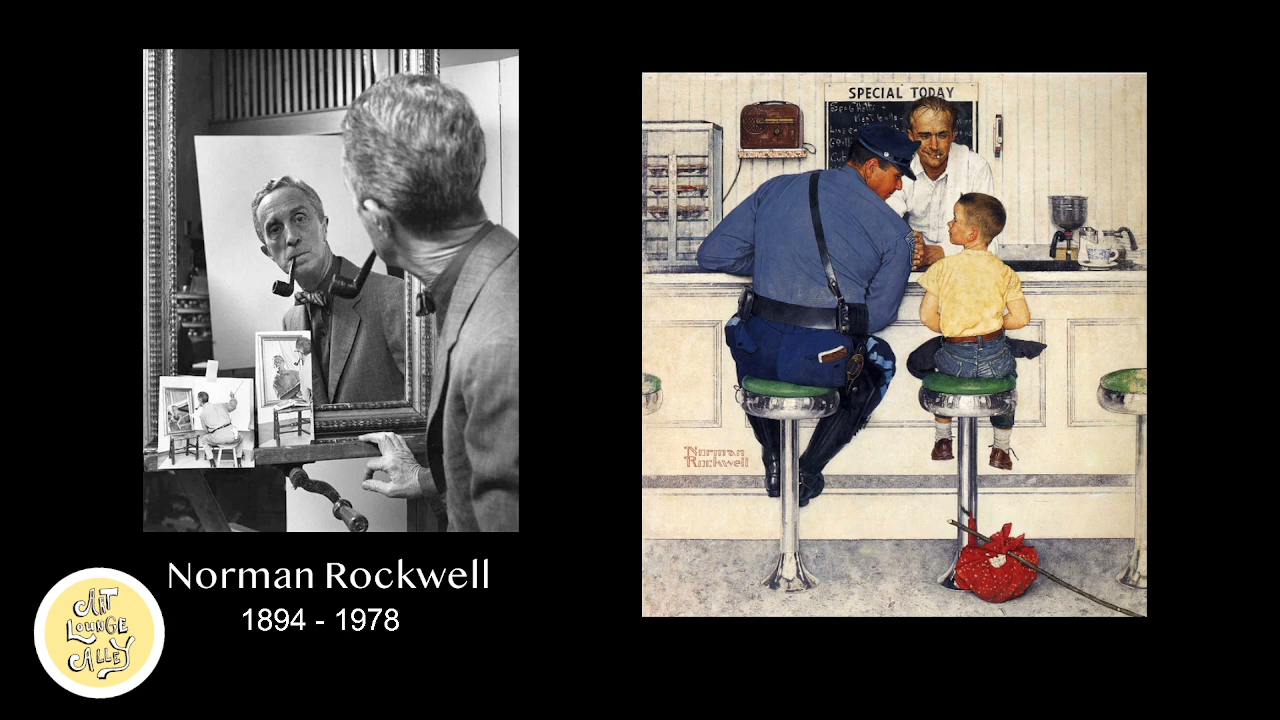 SPECIAL TODAY
Norman
Rockwell
Norman Rockwell
1894 - 1978
ART
LOUNGE
ALLEY